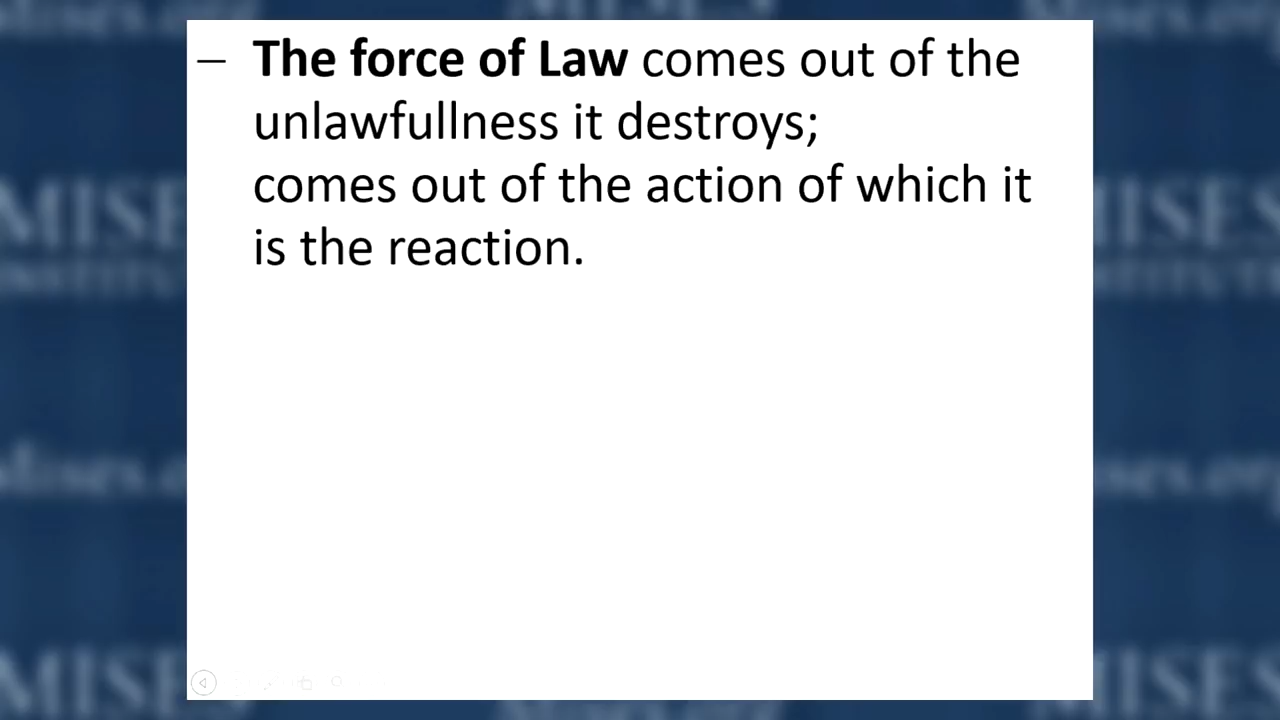 – The force of Law comes out of the
unlawfullness it destroys;
comes out of the action of which it
is the reaction.